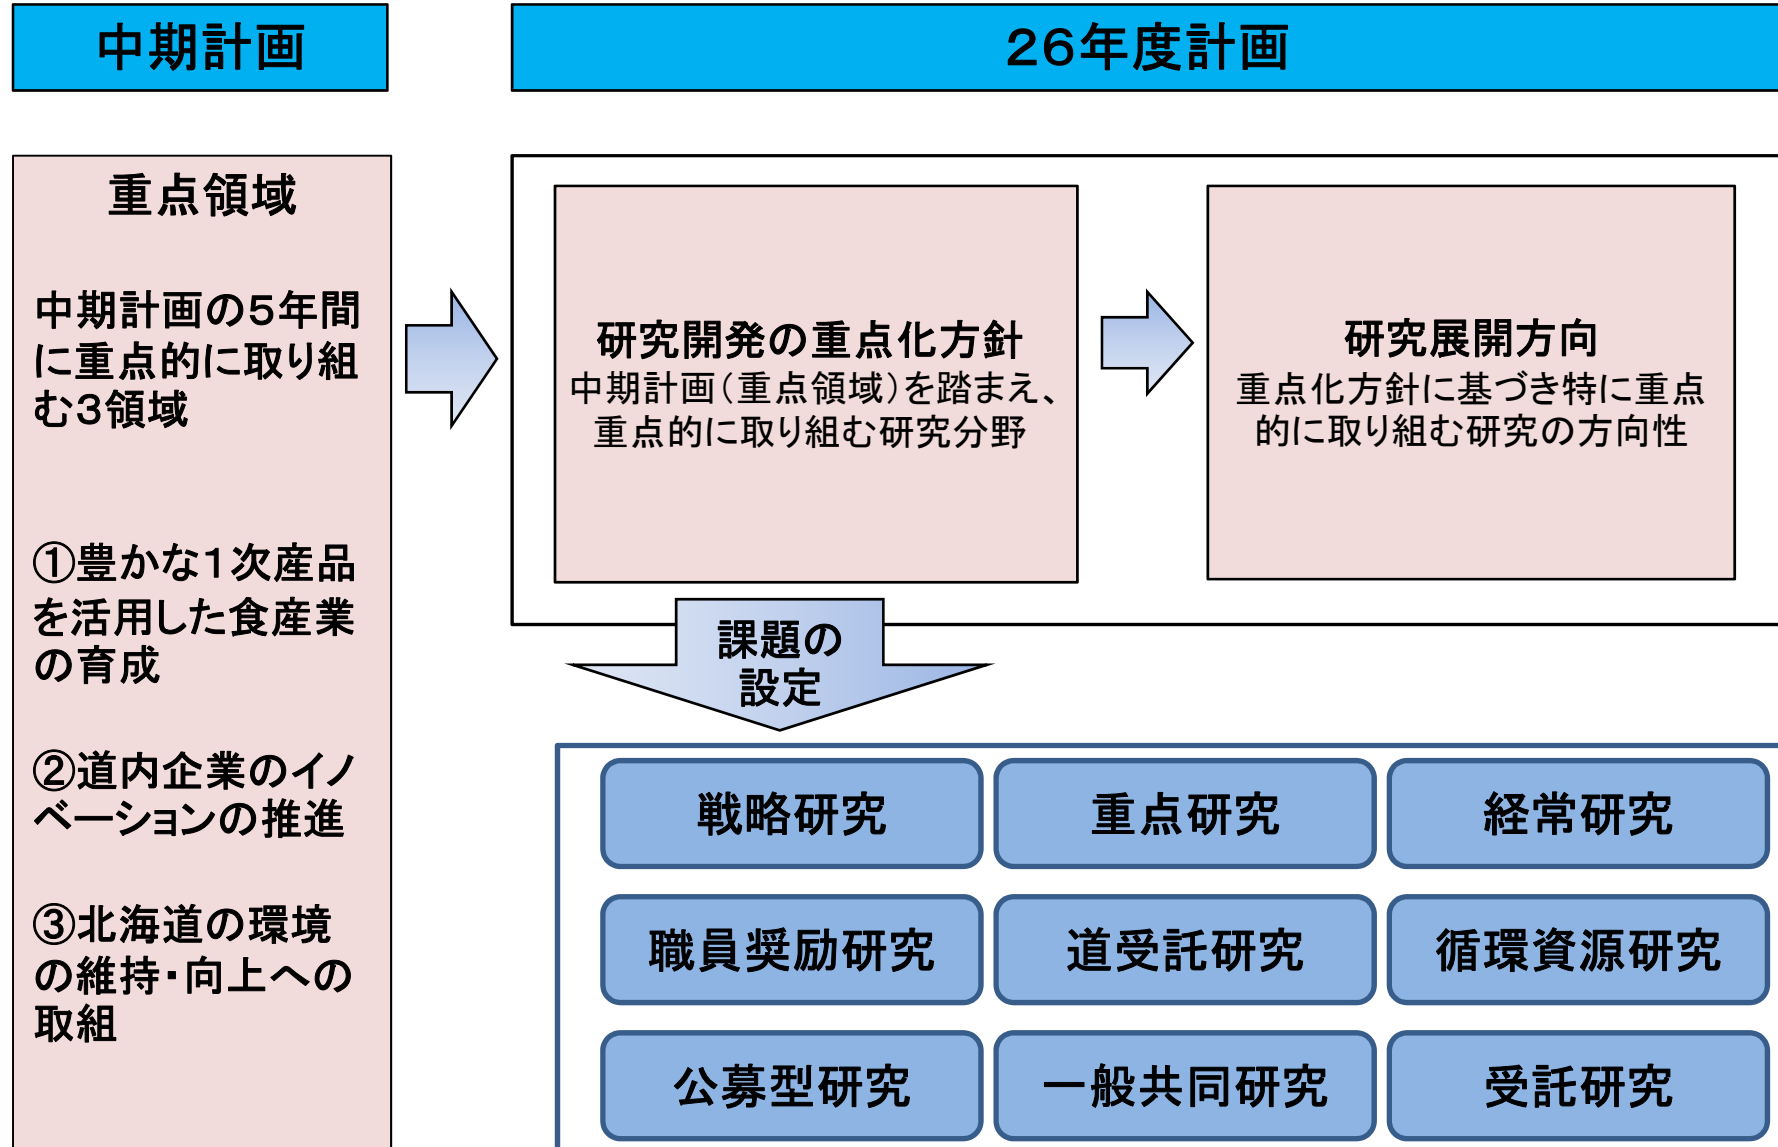 中期計画
26年度計画
重点領域
中期計画の5年間
に重点的に取り組
む3領域
①豊かな1次産品
を活用した食産業
の育成
②道内企業のイノ
ベーションの推進
③北海道の環境
の維持・向上への
取組
研究開発の重点化方針
中期計画(重点領域)を踏まえ、
重点的に取り組む研究分野
研究展開方向
重点化方針に基づき特に重点
的に取り組む研究の方向性
課題の
設定
戦略研究
重点研究
経常研究
職員奨励研究
道受託研究
循環資源研究
公募型研究
一般共同研究
受託研究